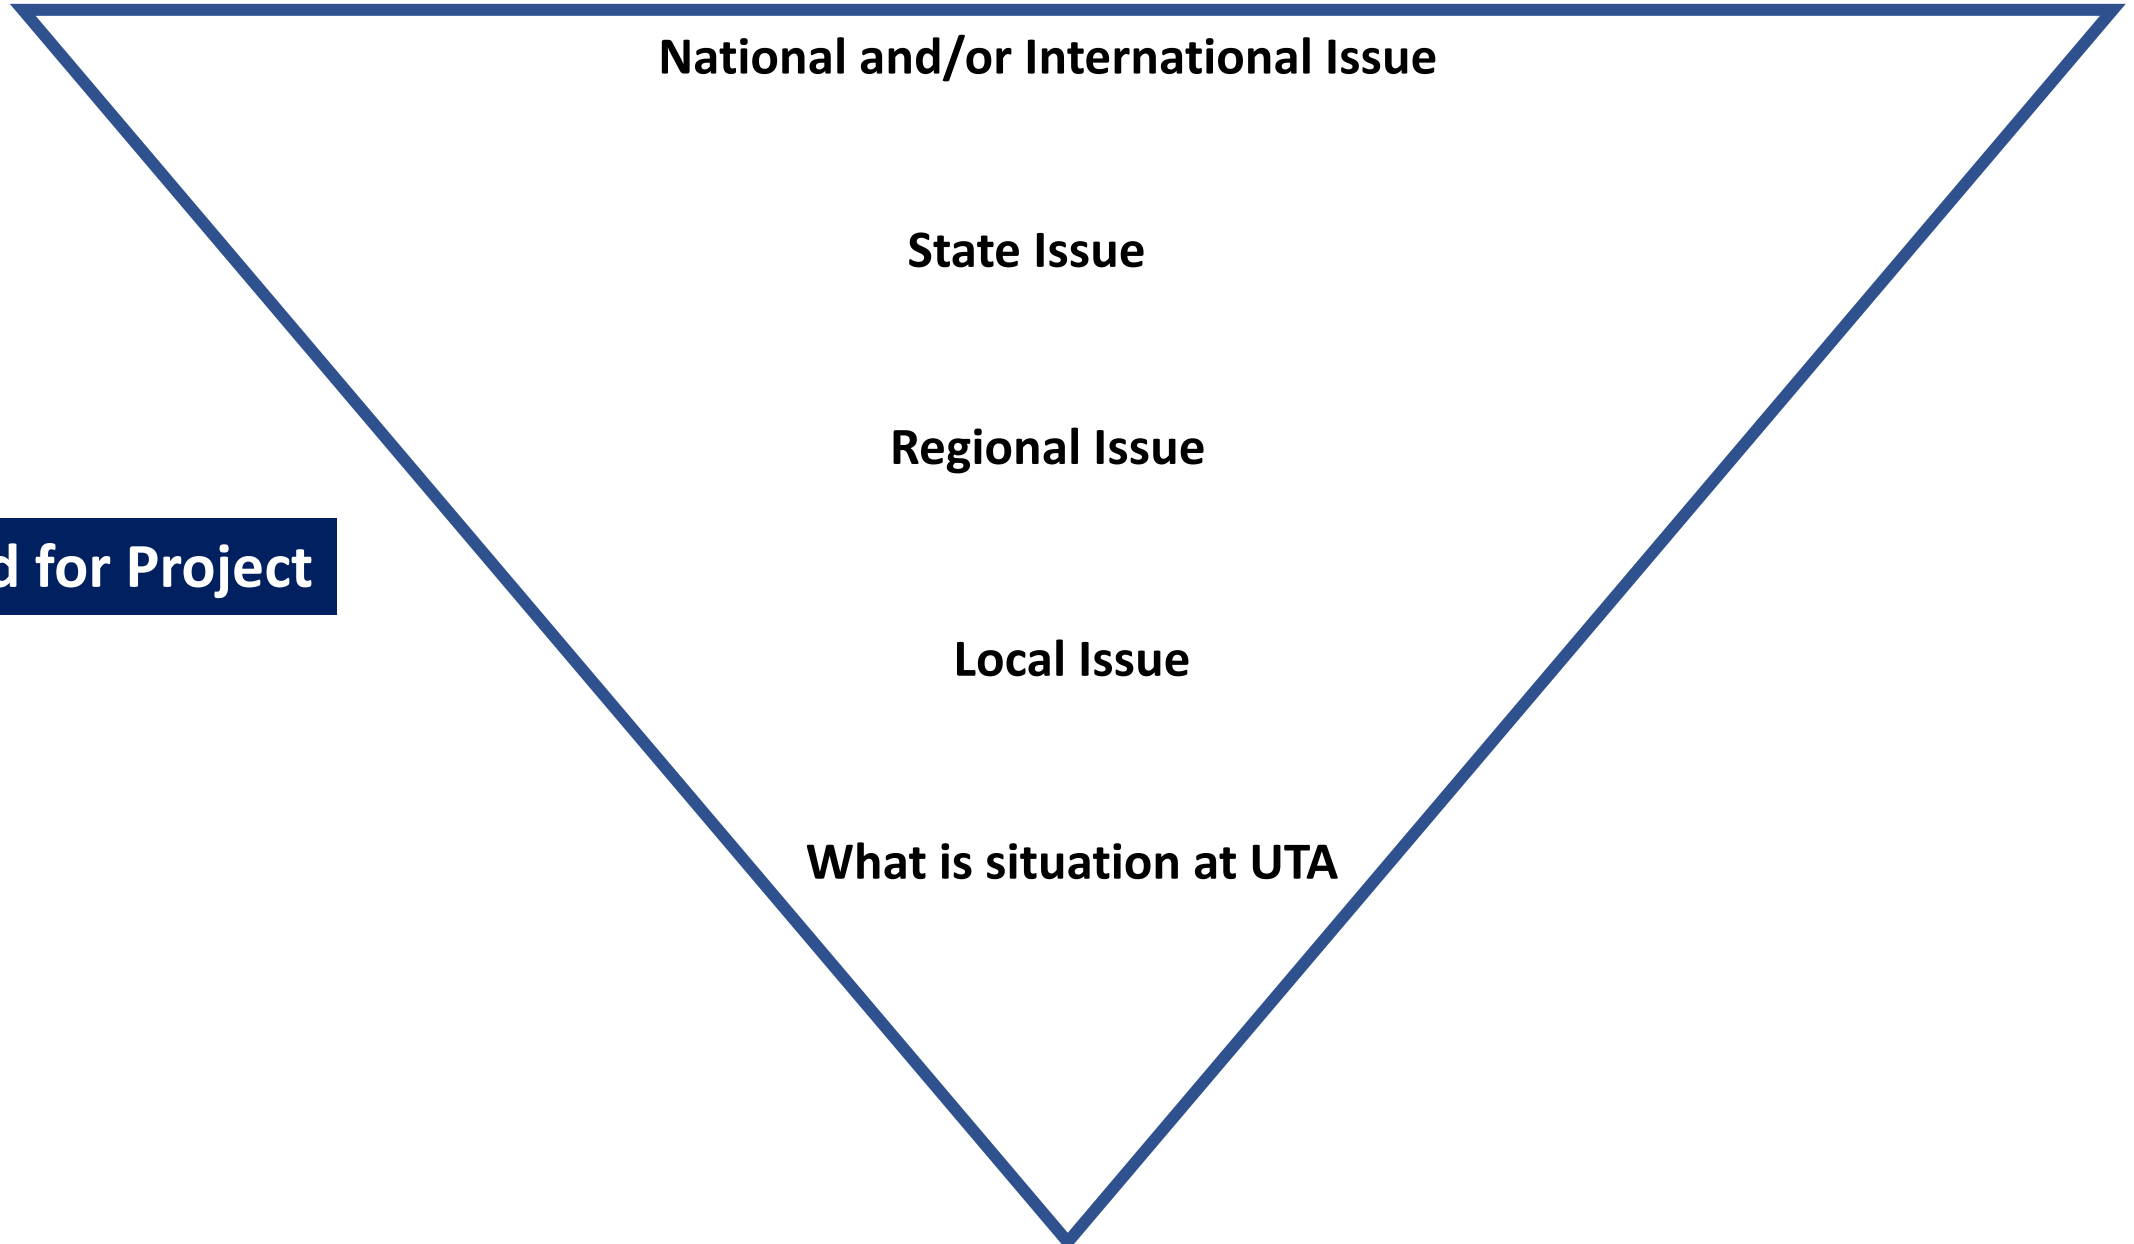 National and/or International Issue
State Issue
Regional Issue
d for Project
Local Issue
What is situation at UTA